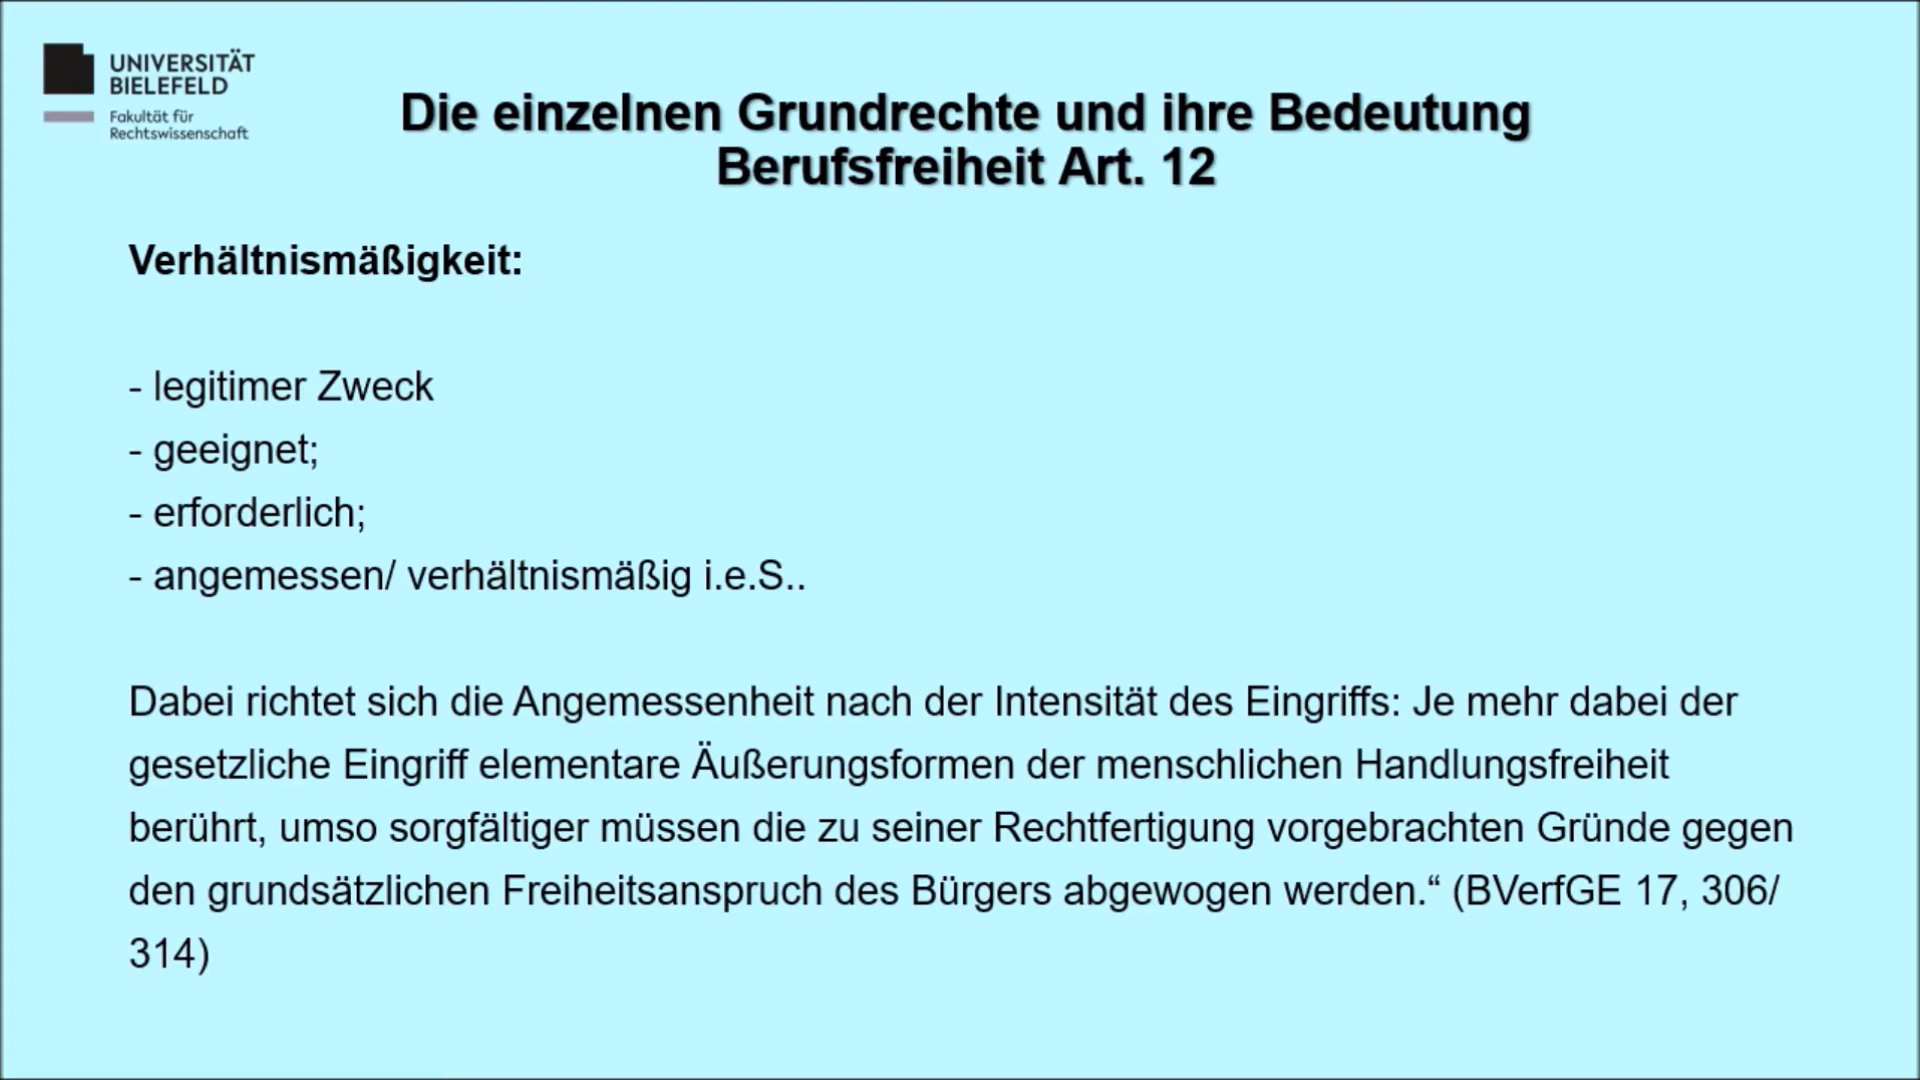 UNIVERSITÄT
BIELEFELD
Fakultät für
Rechtswissenschaft
Die einzelnen Grundrechte und ihre Bedeutung
Berufsfreiheit Art. 12
Verhältnismäßigkeit:
- legitimer Zweck
- geeignet;
- erforderlich;
- angemessen/ verhältnismäßig i.e.S..
Dabei richtet sich die Angemessenheit nach der Intensität des Eingriffs: Je mehr dabei der
gesetzliche Eingriff elementare Äußerungsformen der menschlichen Handlungsfreiheit
berührt, umso sorgfältiger müssen die zu seiner Rechtfertigung vorgebrachten Gründe gegen
den grundsätzlichen Freiheitsanspruch des Bürgers abgewogen werden.“ (BVerfGE 17, 306/
314)